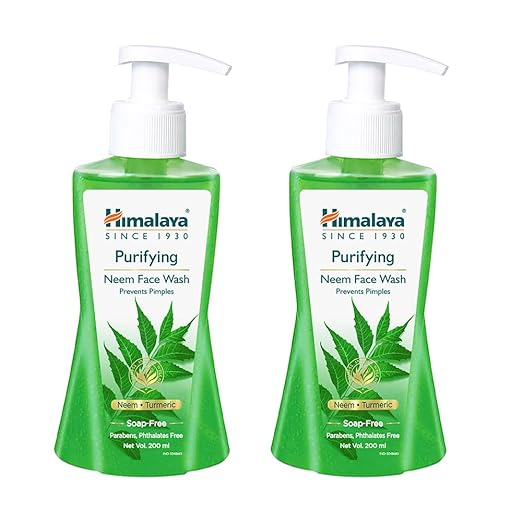 Himalaya®
SINCE 1930
Purifying
Neem Face Wash
Prevents Pimples
Neem • Turmeric
Soap-Free
Parabens, Phthalates Free
Net Vol. 200 ml
Himalaya®
SINCE 1930
Purifying
Neem Face Wash
Prevents Pimples
Neem • Turmeric
Soap-Free
Parabens, Phthalates Free
Net Vol. 200 ml